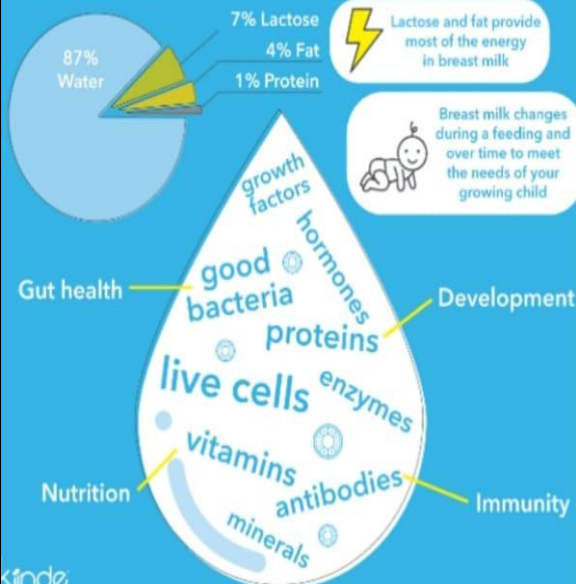 87%
Water
7% Lactose
4% Fat
1% Protein
Lactose and fat provide
most of the energy
in breast milk
Breast milk changes
during a feeding and
over time to meet
the needs of your
growing child
growth
factors
hormones
good
bacteria
proteins
live cells
enzymes
vitamins
antibodies
minerals
Gut health
Development
Nutrition
Immunity
kiinde